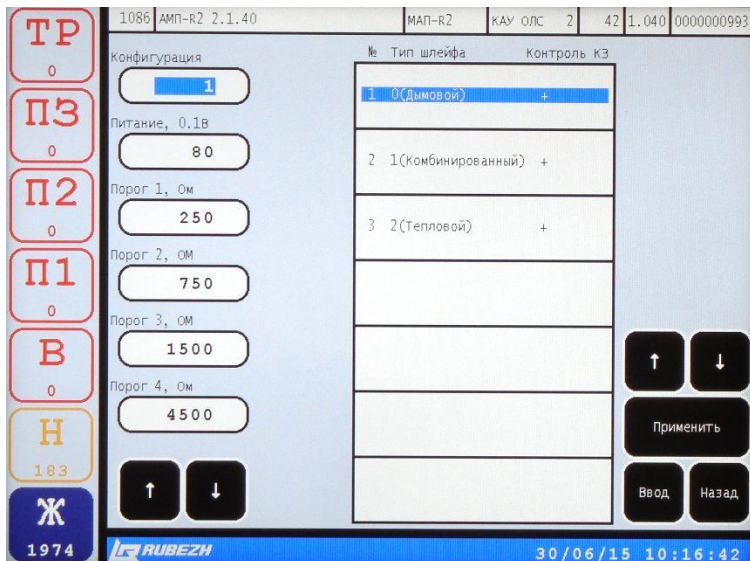 ТР
0
П3
0
П2
0
П1
0
В
0
Н
183
Ж
1974
1086 АМП-R2 2.1.40 МАП-R2 КАУ ОЛС 2 42 1.040 0000000993
Конфигурация
1
Питание, 0.1В
80
Порог 1, Ом
250
Порог 2, ОМ
750
Порог 3, ОМ
1500
Порог 4, Ом
4500
↑ ↓
№ Тип шлейфа Контроль КЗ
1 0(Дымовой) +
2 1(Комбинированный) +
3 2(Тепловой) +
↑ ↓
Применить
Ввод Назад
RUBEZH 30/06/15 10:16:42